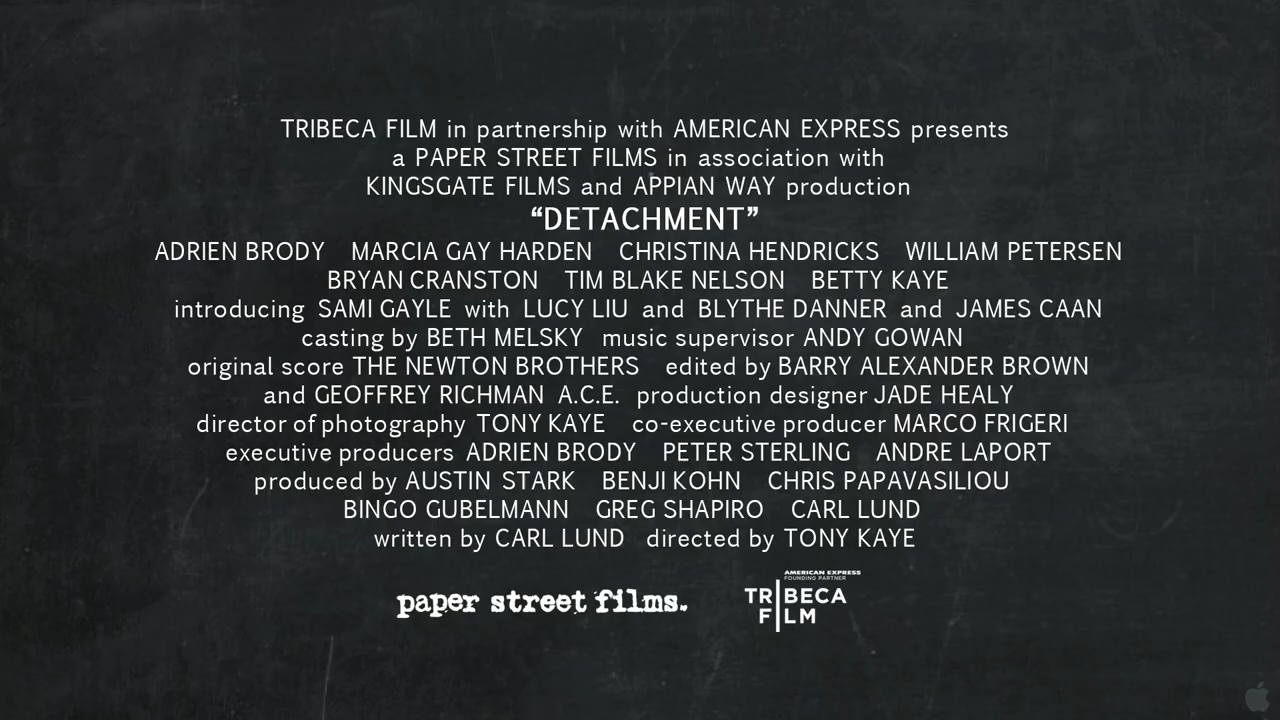 TRIBECA FILM in partnership with AMERICAN EXPRESS presents
a PAPER STREET FILMS in association with
KINGSGATE FILMS and APPIAN WAY production
“DETACHMENT”
ADRIEN BRODY MARCIA GAY HARDEN CHRISTINA HENDRICKS WILLIAM PETERSEN
BRYAN CRANSTON TIM BLAKE NELSON BETTY KAYE
introducing SAMI GAYLE with LUCY LIU and BLYTHE DANNER and JAMES CAAN
casting by BETH MELSKY music supervisor ANDY GOWAN
original score THE NEWTON BROTHERS edited by BARRY ALEXANDER BROWN
and GEOFFREY RICHMAN A.C.E. production designer JADE HEALY
director of photography TONY KAYE co-executive producer MARCO FRIGERI
executive producers ADRIEN BRODY PETER STERLING ANDRE LAPORT
produced by AUSTIN STARK BENJI KOHN CHRIS PAPAVASILIOU
BINGO GUBELMANN GREG SHAPIRO CARL LUND
written by CARL LUND directed by TONY KAYE
paper street films.
AMERICAN EXPRESS
FOUNDING PARTNER
TRIBECA
FILM